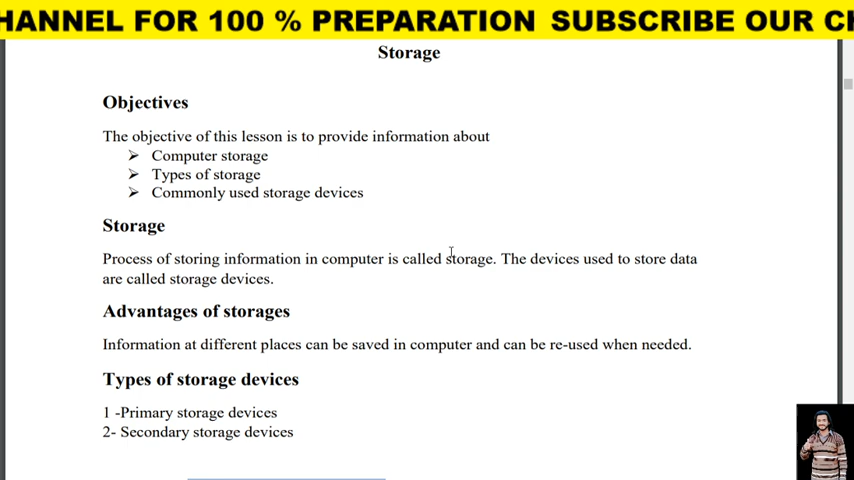 HANNEL FOR 100 % PREPARATION SUBSCRIBE OUR CH
Storage
Objectives
The objective of this lesson is to provide information about
➢ Computer storage
➢ Types of storage
➢ Commonly used storage devices
Storage
Process of storing information in computer is called storage. The devices used to store data
are called storage devices.
Advantages of storages
Information at different places can be saved in computer and can be re-used when needed.
Types of storage devices
1 -Primary storage devices
2- Secondary storage devices